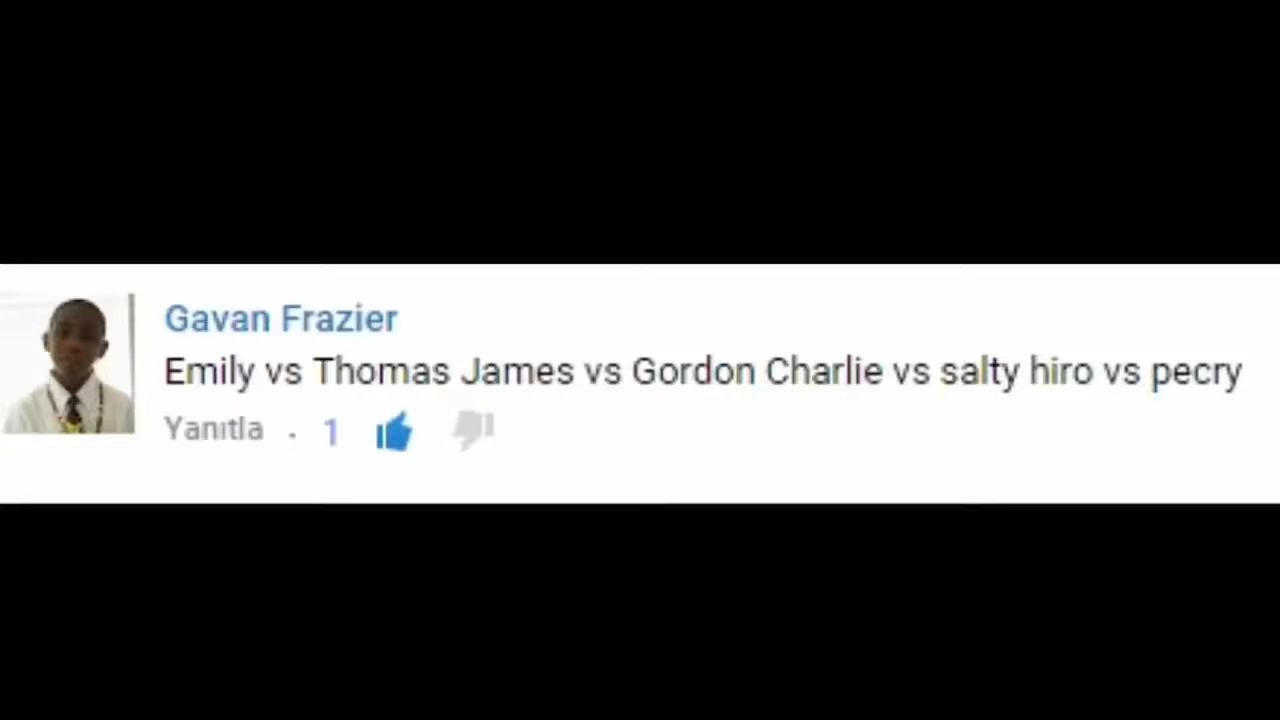 Gavan Frazier
Emily vs Thomas James vs Gordon Charlie vs salty hiro vs pecry
Yanıtla . 1